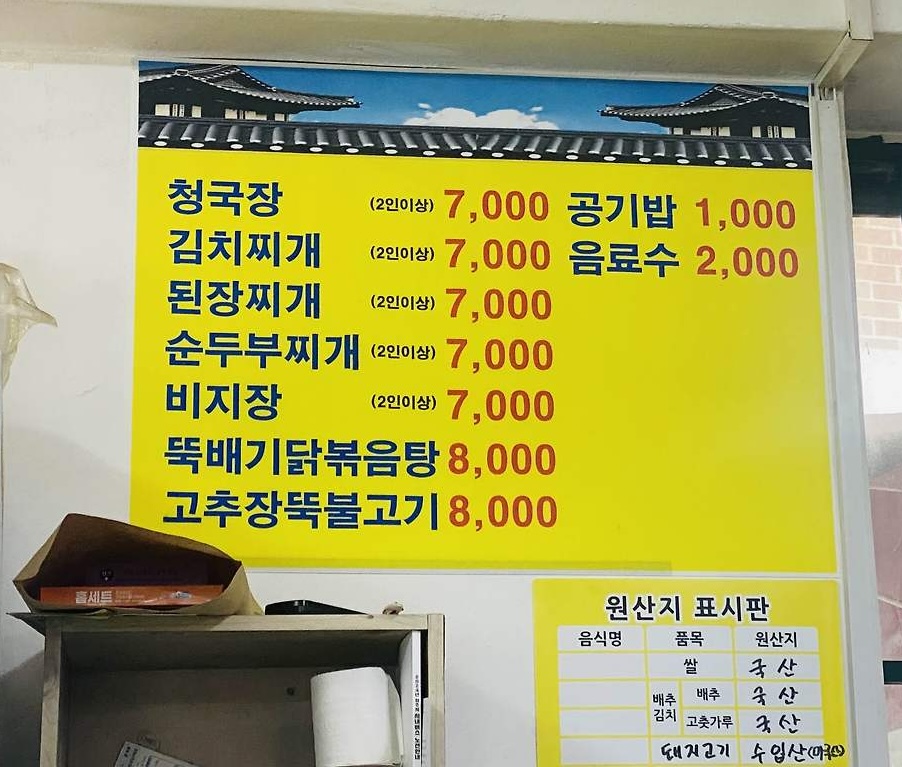 청국장 (2인이상) 7,000 공기밥 1,000
김치찌개 (2인이상) 7,000 음료수 2,000
된장찌개 (2인이상) 7,000
순두부찌개 (2인이상) 7,000
비지장 (2인이상) 7,000
뚝배기닭볶음탕 8,000
고추장뚝불고기 8,000
홈세트
원산지 표시판
음식명 품목 원산지
쌀 국산
배추김치 배추 국산
고춧가루 국산
돼지고기 수입산